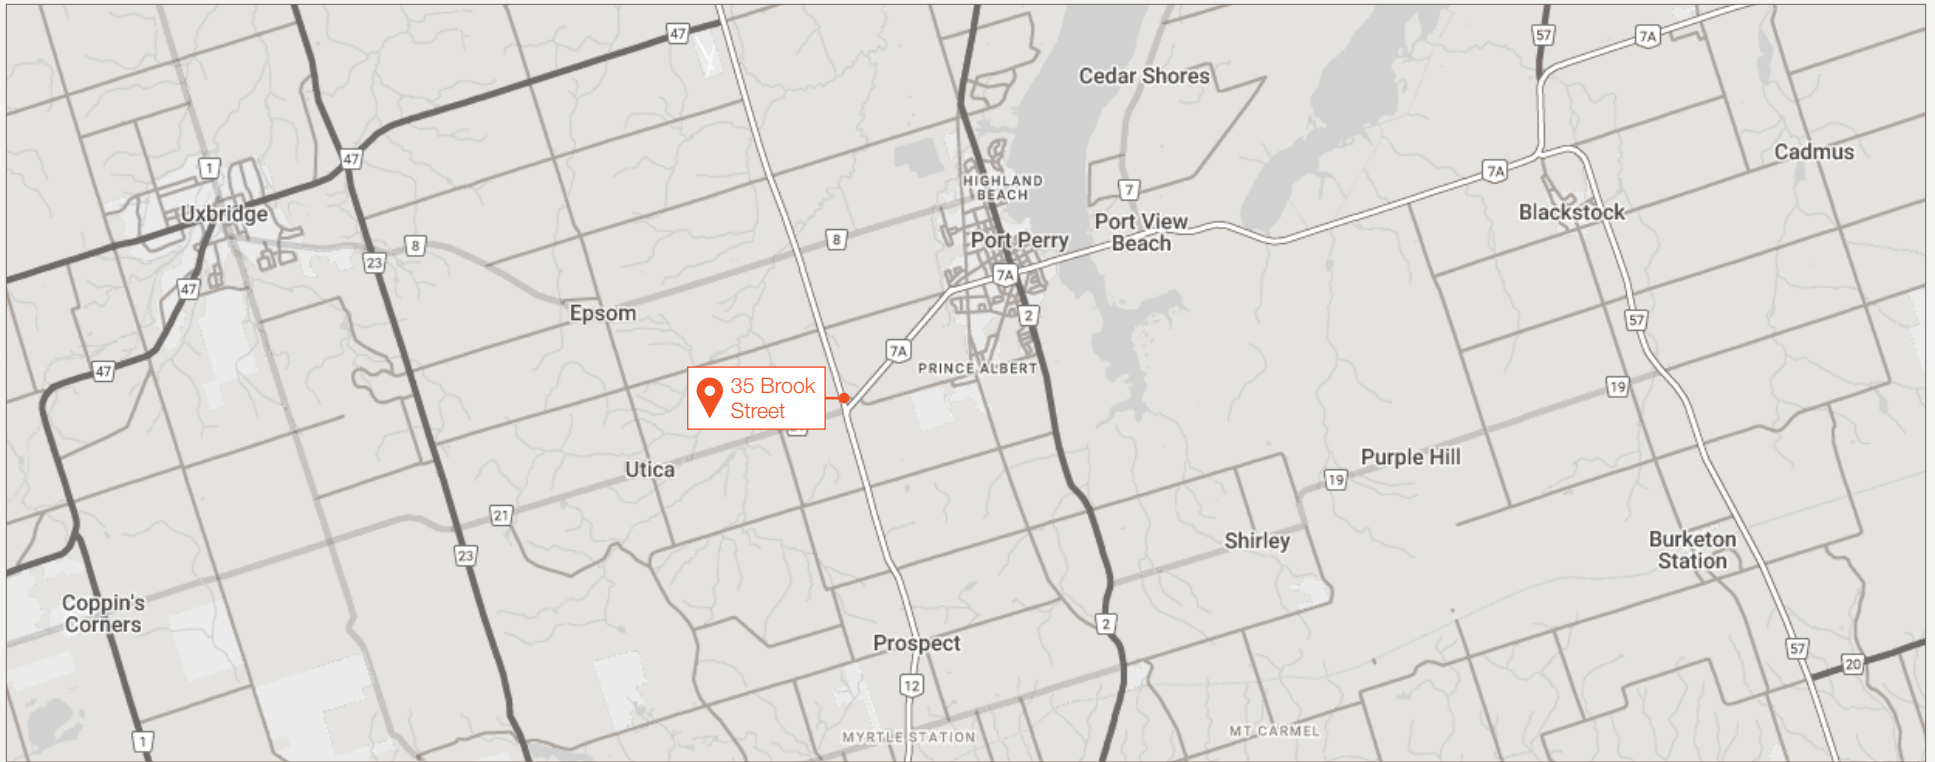 47
57
7A
Cedar Shores
1
47
Cadmus
7A
HIGHLAND
BEACH
7
Uxbridge
Blackstock
Port View
Beach
8
8
Port Perry
23
7A
47
Epsom
2
57
7A
47
PRINCE ALBERT
19
35 Brook
Street
Purple Hill
Utica
19
21
Shirley
Burketon
Station
23
Coppin's
Corners
2
Prospect
57
20
12
MT CARMEL
MYRTLE STATION
1